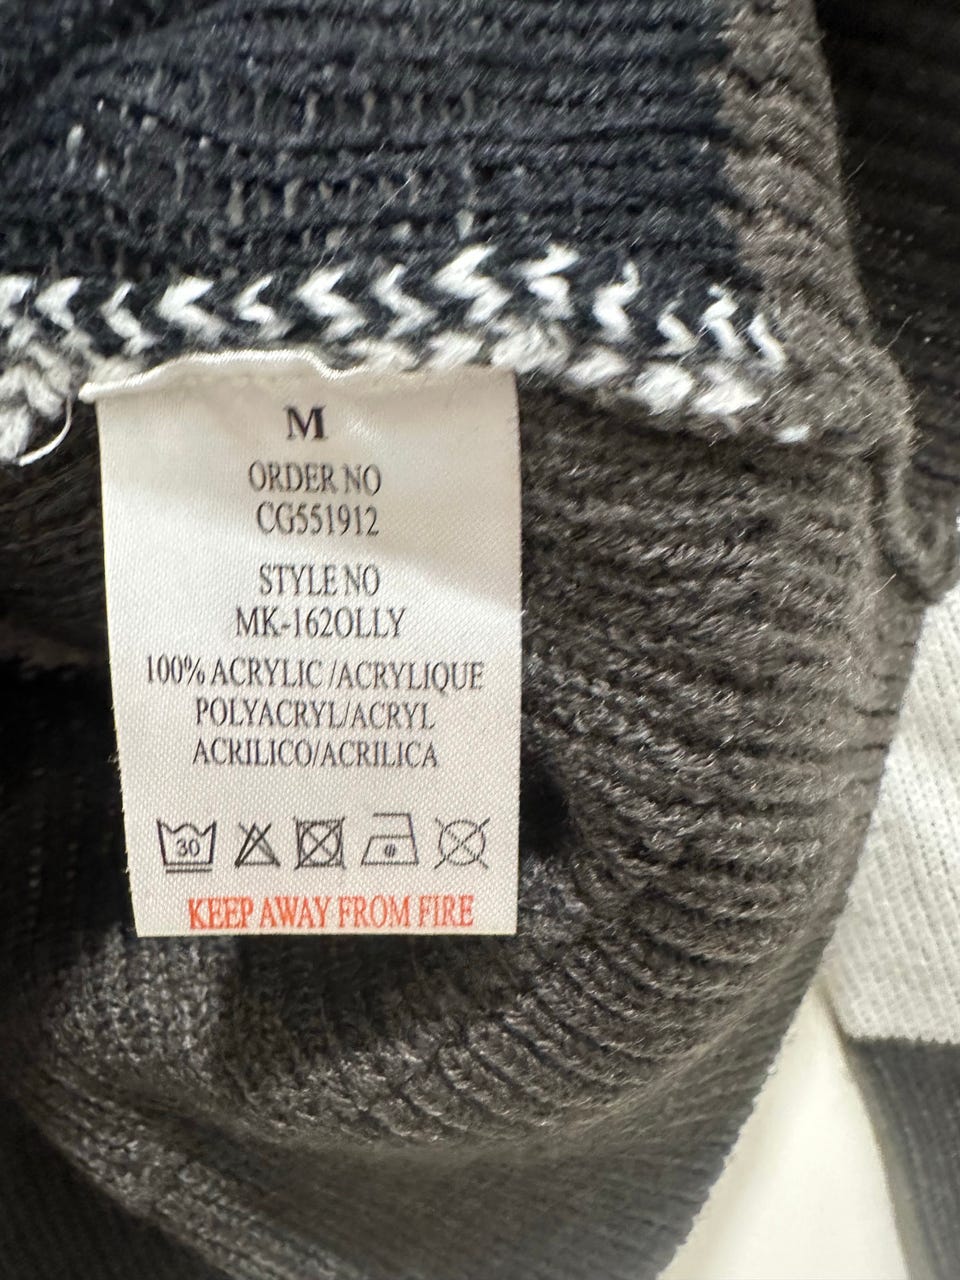 M
ORDER NO
CG551912
STYLE NO
MK-162OLLY
100% ACRYLIC /ACRYLIQUE
POLYACRYL/ACRYL
ACRILICO/ACRILICA
30
KEEP AWAY FROM FIRE